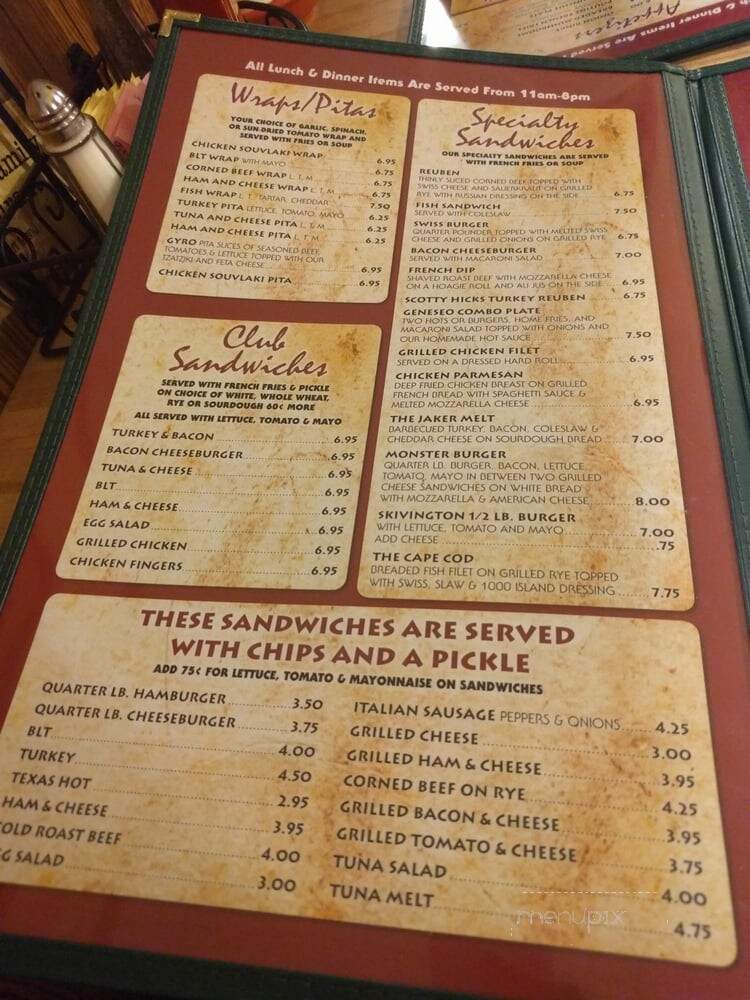 All Lunch & Dinner Items Are Served From 11am-8pm
Wraps/Pitas
YOUR CHOICE OF GARLIC, SPINACH,
OR SUN-DRIED TOMATO WRAP AND
SERVED WITH FRIES OR SOUP
CHICKEN SOUVLAKI WRAP 6.95
BLT WRAP WITH MAYO 6.75
CORNED BEEF WRAP L, T, M 6.75
HAM AND CHEESE WRAP L, T, M 6.75
FISH WRAP L, T, TARTAR, CHEDDAR 7.50
TURKEY PITA LETTUCE, TOMATO, MAYO 6.25
TUNA AND CHEESE PITA L, T, M 6.25
HAM AND CHEESE PITA L, T, M 6.25
GYRO PITA SLICES OF SEASONED BEEF,
TOMATOES & LETTUCE TOPPED WITH OUR
TZATZIKI AND FETA CHEESE 6.95
CHICKEN SOUVLAKI PITA 6.95
Club
Sandwiches
SERVED WITH FRENCH FRIES & PICKLE
ON CHOICE OF WHITE, WHOLE WHEAT,
RYE OR SOURDOUGH 60¢ MORE
ALL SERVED WITH LETTUCE, TOMATO & MAYO
TURKEY & BACON 6.95
BACON CHEESEBURGER 6.95
TUNA & CHEESE 6.95
BLT 6.95
HAM & CHEESE 6.95
EGG SALAD 6.95
GRILLED CHICKEN 6.95
CHICKEN FINGERS 6.95
Specialty
Sandwiches
OUR SPECIALTY SANDWICHES ARE SERVED
WITH FRENCH FRIES OR SOUP
REUBEN
THINLY SLICED CORNED BEEF TOPPED WITH
SWISS CHEESE AND SAUERKRAUT ON GRILLED
RYE WITH RUSSIAN DRESSING ON THE SIDE 6.75
FISH SANDWICH
SERVED WITH COLESLAW 7.50
SWISS BURGER
QUARTER POUNDER TOPPED WITH MELTED SWISS
CHEESE AND GRILLED ONIONS ON GRILLED RYE 6.75
BACON CHEESEBURGER
SERVED WITH MACARONI SALAD 7.00
FRENCH DIP
SHAVED ROAST BEEF WITH MOZZARELLA CHEESE
ON A HOAGIE ROLL AND AU JUS ON THE SIDE 6.95
SCOTTY HICKS TURKEY REUBEN 6.75
GENESEO COMBO PLATE
TWO HOTS OR BURGERS, HOME FRIES, AND
MACARONI SALAD TOPPED WITH ONIONS AND
OUR HOMEMADE HOT SAUCE 7.50
GRILLED CHICKEN FILET
SERVED ON A DRESSED HARD ROLL 6.95
CHICKEN PARMESAN
DEEP FRIED CHICKEN BREAST ON GRILLED
FRENCH BREAD WITH SPAGHETTI SAUCE &
MELTED MOZZARELLA CHEESE 6.95
THE JAKER MELT
BARBECUED TURKEY, BACON, COLESLAW &
CHEDDAR CHEESE ON SOURDOUGH BREAD 7.00
MONSTER BURGER
QUARTER LB. BURGER, BACON, LETTUCE,
TOMATO, MAYO IN BETWEEN TWO GRILLED
CHEESE SANDWICHES ON WHITE BREAD
WITH MOZZARELLA & AMERICAN CHEESE 8.00
SKIVINGTON 1/2 LB. BURGER
WITH LETTUCE, TOMATO AND MAYO 7.00
ADD CHEESE .75
THE CAPE COD
BREADED FISH FILET ON GRILLED RYE TOPPED
WITH SWISS, SLAW & 1000 ISLAND DRESSING 7.75
THESE SANDWICHES ARE SERVED
WITH CHIPS AND A PICKLE
ADD 75¢ FOR LETTUCE, TOMATO & MAYONNAISE ON SANDWICHES
QUARTER LB. HAMBURGER 3.50
QUARTER LB. CHEESEBURGER 3.75
BLT 4.00
TURKEY 4.50
TEXAS HOT 2.95
HAM & CHEESE 3.95
COLD ROAST BEEF 4.00
EGG SALAD 3.00
ITALIAN SAUSAGE PEPPERS & ONIONS 4.25
GRILLED CHEESE 3.00
GRILLED HAM & CHEESE 3.95
CORNED BEEF ON RYE 4.25
GRILLED BACON & CHEESE 3.95
GRILLED TOMATO & CHEESE 3.75
TUNA SALAD 4.00
TUNA MELT 4.75
menupix
Appetizers